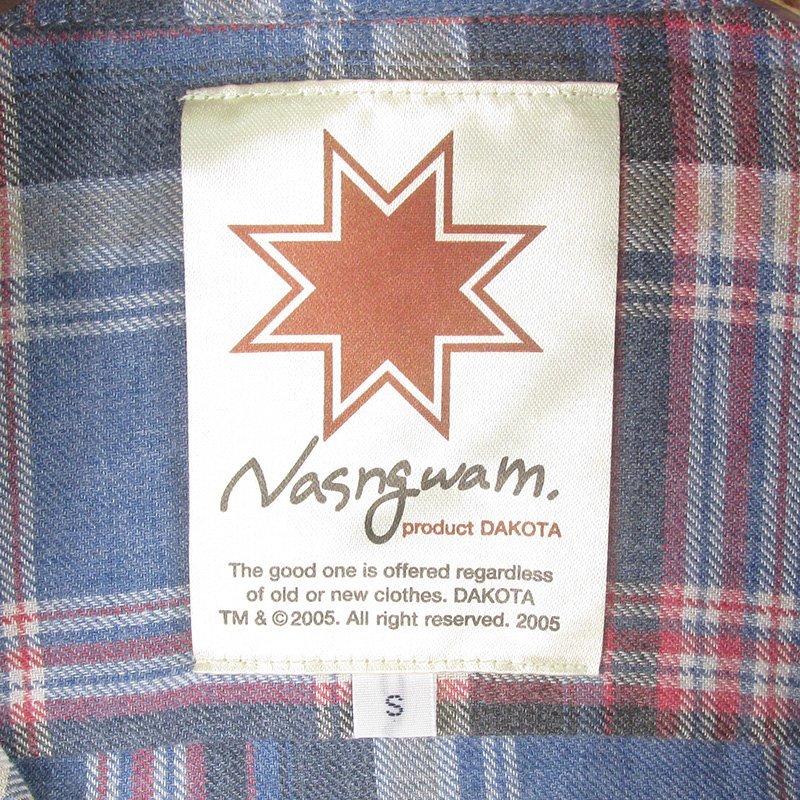 Nasngwam.
product DAKOTA
The good one is offered regardless
of old or new clothes. DAKOTA
TM & ©2005. All right reserved. 2005
S